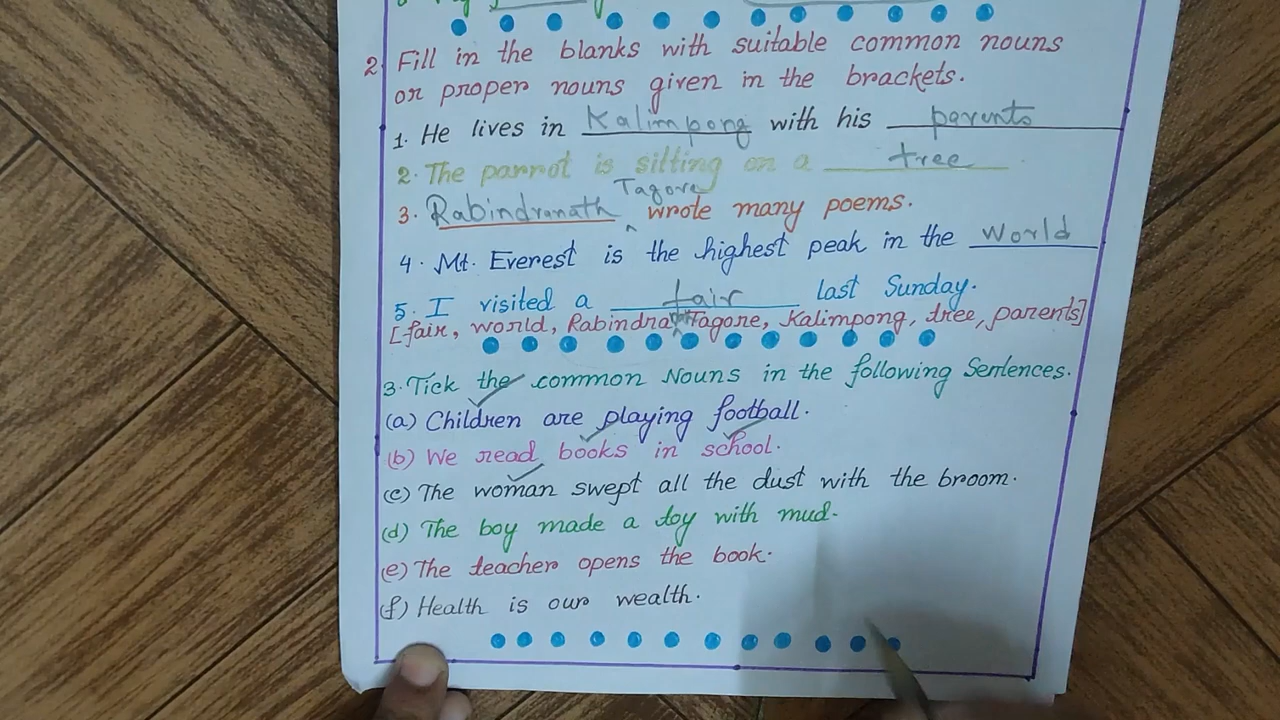 2. Fill in the blanks with suitable common nouns
or proper nouns given in the brackets.
1. He lives in Kalimpong with his parents
2. The parrot is sitting on a tree
Tagore
3. Rabindranath ^ wrote many poems.
4. Mt. Everest is the highest peak in the world
5. I visited a fair last Sunday.
[fair, world, Rabindranath Tagore, Kalimpong, tree, parents]
3. Tick the common Nouns in the following Sentences.
(a) Children are playing football.
(b) We read books in school.
(c) The woman swept all the dust with the broom.
(d) The boy made a toy with mud.
(e) The teacher opens the book.
(f) Health is our wealth.